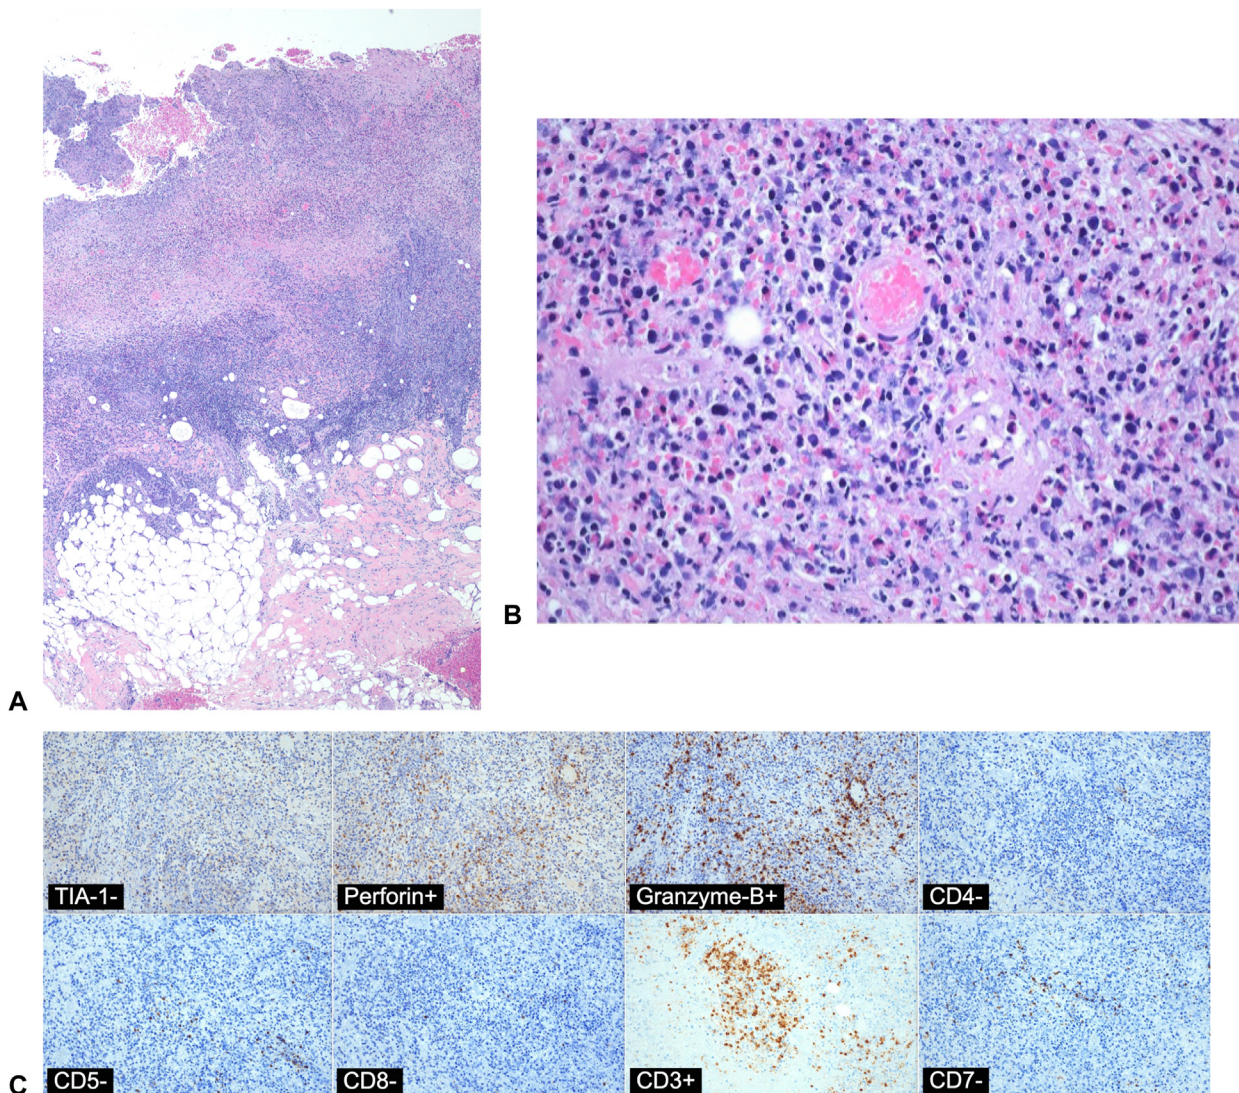 A
B
TIA-1-
Perforin+
Granzyme-B+
CD4-
CD5-
CD8-
CD3+
CD7-
C